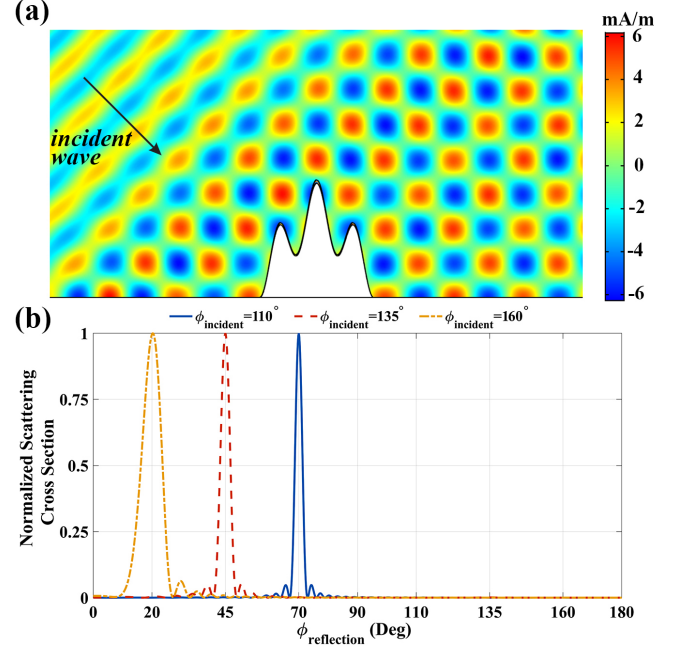 (a)
mA/m
incident
wave
6
4
2
0
-2
-4
-6
(b)
ϕincident=110° ϕincident=135° ϕincident=160°
Normalized Scattering
Cross Section
1
0.75
0.5
0.25
0
0 20 45 70 90 110 135 160 180
ϕreflection (Deg)